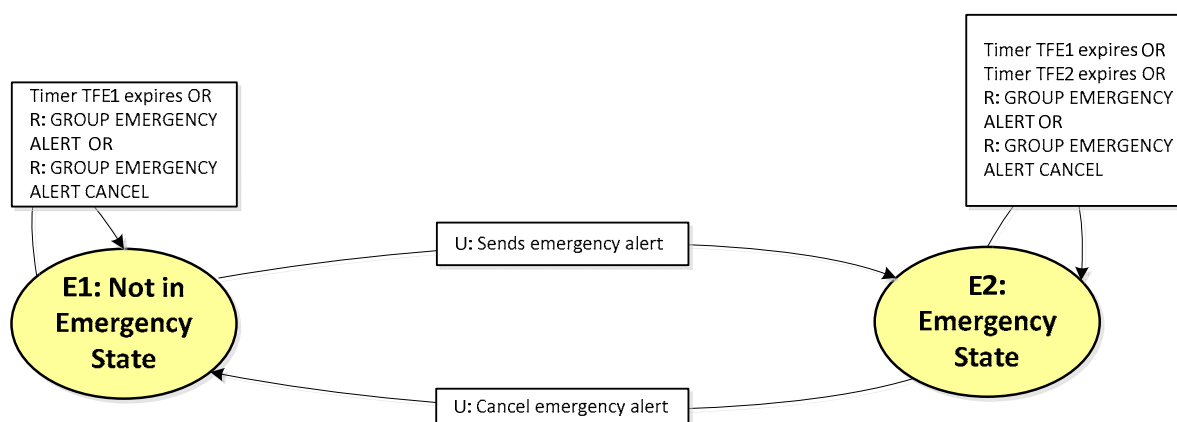 Timer TFE1 expires OR
R: GROUP EMERGENCY
ALERT OR
R: GROUP EMERGENCY
ALERT CANCEL
Timer TFE1 expires OR
Timer TFE2 expires OR
R: GROUP EMERGENCY
ALERT OR
R: GROUP EMERGENCY
ALERT CANCEL
U: Sends emergency alert
E1: Not in
Emergency
State
E2:
Emergency
State
U: Cancel emergency alert